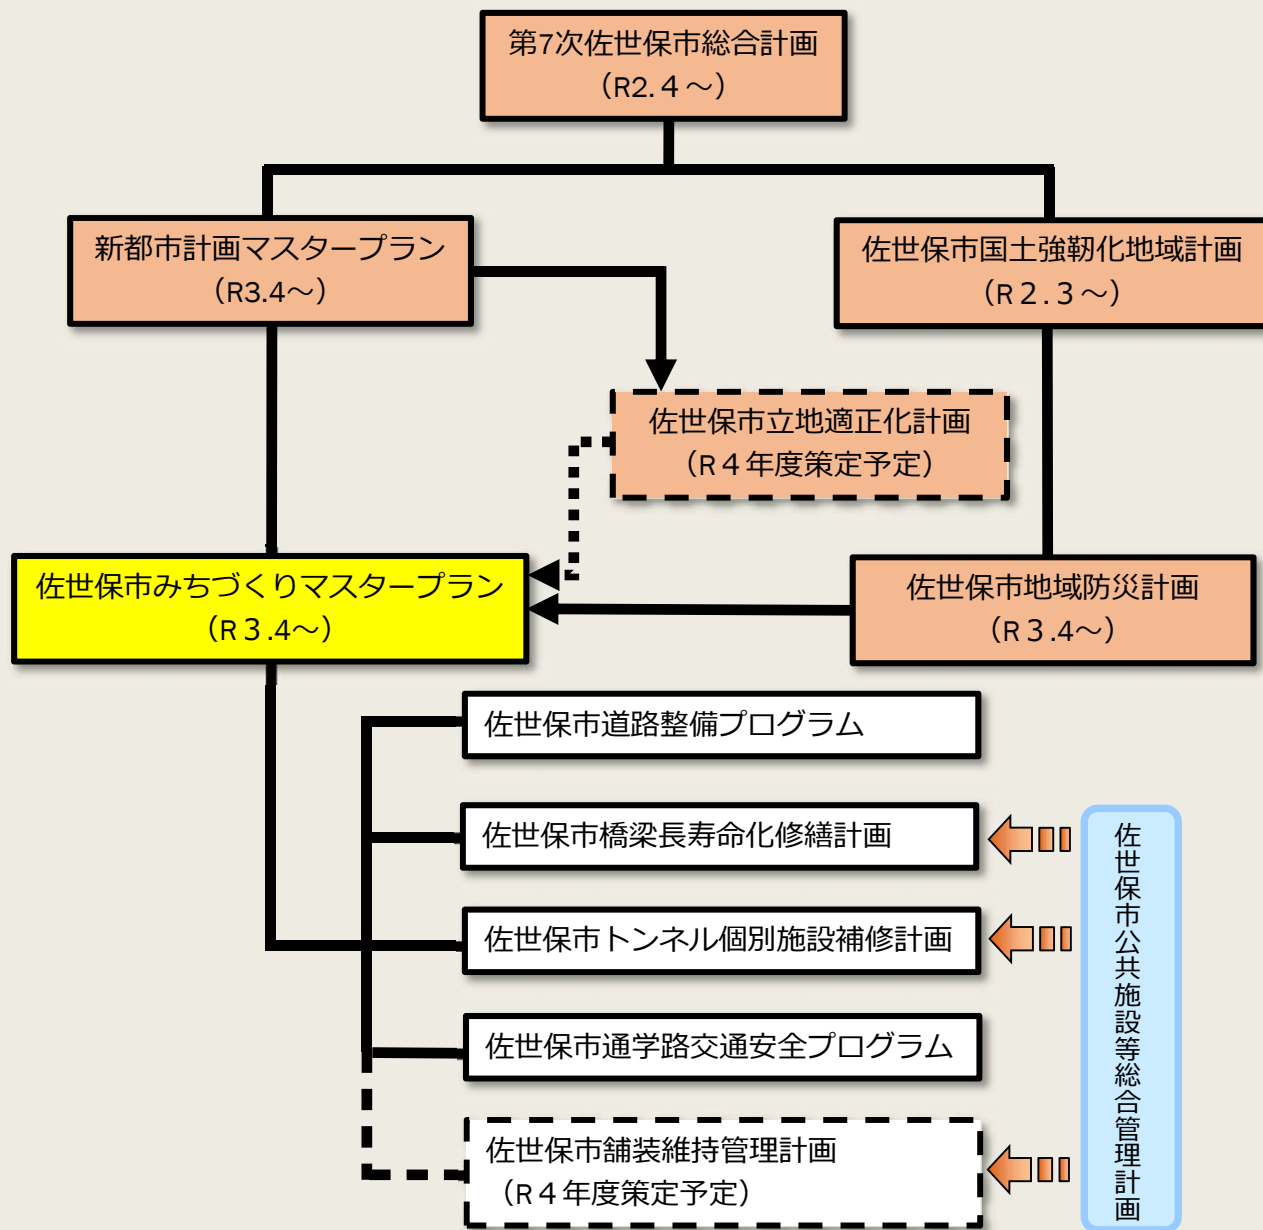 第7次佐世保市総合計画
（R2.４～）
新都市計画マスタープラン
（R3.4～）
佐世保市国土強靭化地域計画
（R２.３～）
佐世保市立地適正化計画
（R４年度策定予定）
佐世保市みちづくりマスタープラン
（R３.4～）
佐世保市地域防災計画
（R３.4～）
佐世保市道路整備プログラム
佐世保市橋梁長寿命化修繕計画
佐世保市トンネル個別施設補修計画
佐世保市通学路交通安全プログラム
佐世保市舗装維持管理計画
（R４年度策定予定）
佐世保市公共施設等総合管理計画